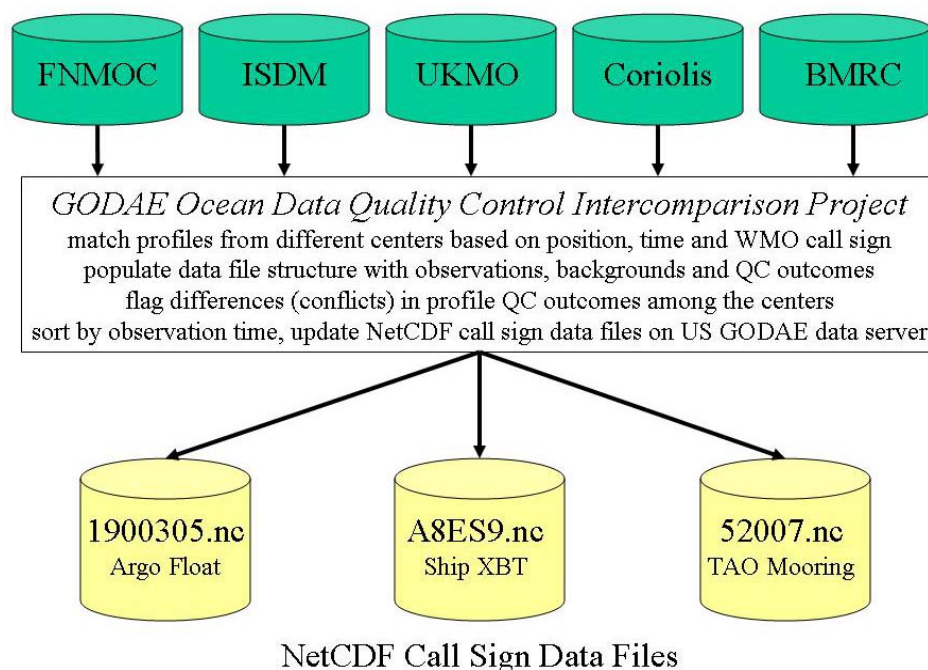 FNMOC ISDM UKMO Coriolis BMRC
GODAE Ocean Data Quality Control Intercomparison Project
match profiles from different centers based on position, time and WMO call sign
populate data file structure with observations, backgrounds and QC outcomes
flag differences (conflicts) in profile QC outcomes among the centers
sort by observation time, update NetCDF call sign data files on US GODAE data server
1900305.nc A8ES9.nc 52007.nc
Argo Float Ship XBT TAO Mooring
NetCDF Call Sign Data Files